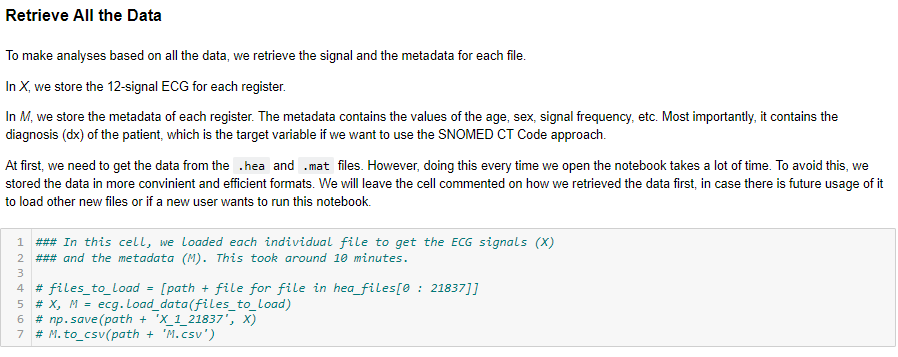 Retrieve All the Data
To make analyses based on all the data, we retrieve the signal and the metadata for each file.
In X, we store the 12-signal ECG for each register.
In M, we store the metadata of each register. The metadata contains the values of the age, sex, signal frequency, etc. Most importantly, it contains the
diagnosis (dx) of the patient, which is the target variable if we want to use the SNOMED CT Code approach.
At first, we need to get the data from the .hea and .mat files. However, doing this every time we open the notebook takes a lot of time. To avoid this, we
stored the data in more convinient and efficient formats. We will leave the cell commented on how we retrieved the data first, in case there is future usage of it
to load other new files or if a new user wants to run this notebook.
1 ### In this cell, we loaded each individual file to get the ECG signals (X)
2 ### and the metadata (M). This took around 10 minutes.
3
4 # files_to_load = [path + file for file in hea_files[0 : 21837]]
5 # X, M = ecg.load_data(files_to_load)
6 # np.save(path + 'X_1_21837', X)
7 # M.to_csv(path + 'M.csv')